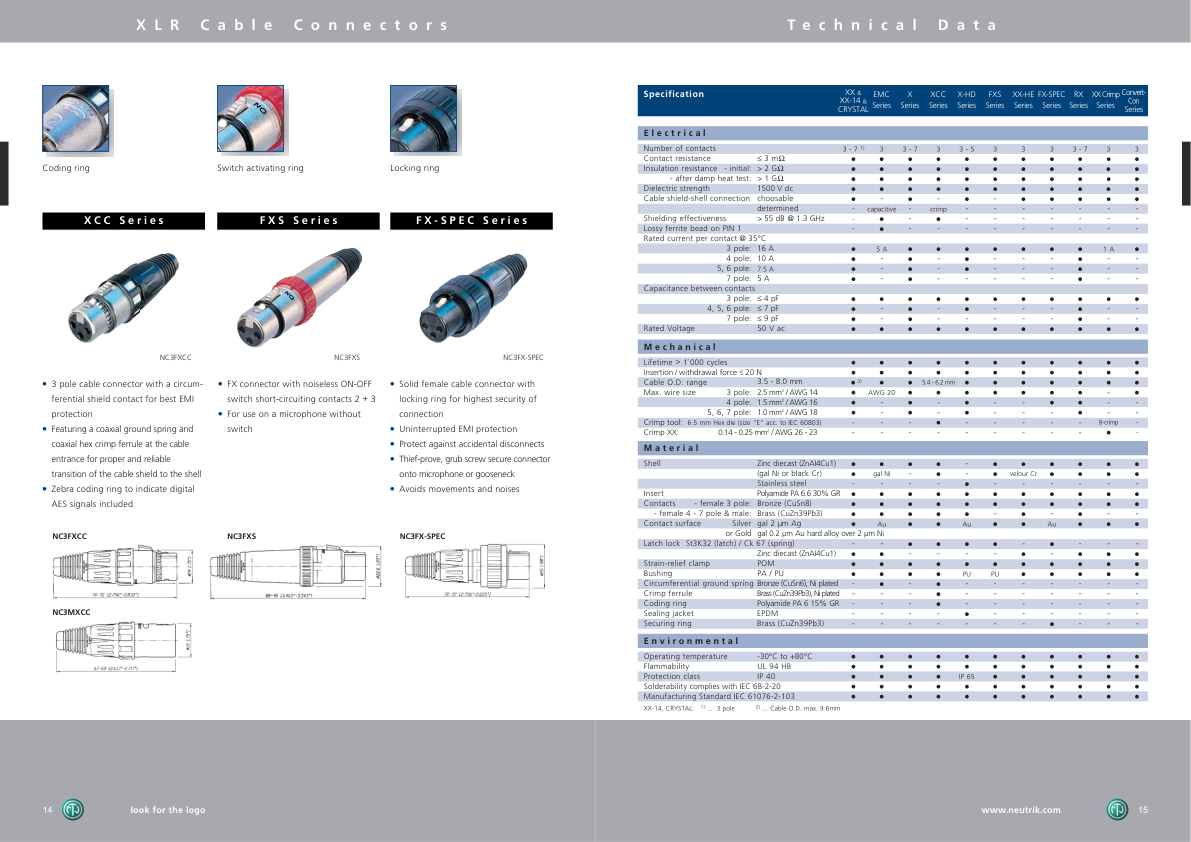 XLR Cable Connectors
Coding ring
Switch activating ring
Locking ring
XCC Series
FXS Series
FX-SPEC Series
NC3FXCC
NC3FXS
NC3FX-SPEC
• 3 pole cable connector with a circum-
ferential shield contact for best EMI
protection
• Featuring a coaxial ground spring and
coaxial hex crimp ferrule at the cable
entrance for proper and reliable
transition of the cable shield to the shell
• Zebra coding ring to indicate digital
AES signals included
• FX connector with noiseless ON-OFF
switch short-circuiting contacts 2 + 3
• For use on a microphone without
switch
• Solid female cable connector with
locking ring for highest security of
connection
• Uninterrupted EMI protection
• Protect against accidental disconnects
• Thief-prove, grub screw secure connector
onto microphone or gooseneck
• Avoids movements and noises
NC3FXCC
NC3FXS
NC3FX-SPEC
NC3MXCC
14
look for the logo
Technical Data
Specification XX & XX-14 & CRYSTAL EMC Series X Series XCC Series X-HD Series FXS Series XX-HE Series FX-SPEC Series RX Series XX Crimp Series Convert-Con Series
Electrical
Number of contacts 3 - 7 1) 3 3 - 7 3 3 - 5 3 3 3 3 - 7 3 3
Contact resistance ≤ 3 mΩ ● ● ● ● ● ● ● ● ● ● ●
Insulation resistance - initial: > 2 GΩ ● ● ● ● ● ● ● ● ● ● ●
- after damp heat test: > 1 GΩ ● ● ● ● ● ● ● ● ● ● ●
Dielectric strength 1500 V dc ● ● ● ● ● ● ● ● ● ● ●
Cable shield-shell connection choosable ● - ● - ● - ● ● ● ● ●
determined - capacitive - crimp - - - - - - -
Shielding effectiveness > 55 dB @ 1.3 GHz - ● - ● - - - - - - -
Lossy ferrite bead on PIN 1 - ● - - - - - - - - -
Rated current per contact @ 35°C
3 pole: 16 A ● 5 A ● ● ● ● ● ● ● 1 A ●
4 pole: 10 A ● - ● - ● - - - ● - -
5, 6 pole: 7.5 A ● - ● - ● - - - ● - -
7 pole: 5 A ● - ● - - - - - ● - -
Capacitance between contacts
3 pole: ≤ 4 pF ● ● ● ● ● ● ● ● ● ● ●
4, 5, 6 pole: ≤ 7 pF ● - ● - ● - - - ● - -
7 pole: ≤ 9 pF ● - ● - - - - - ● - -
Rated Voltage 50 V ac ● ● ● ● ● ● ● ● ● ● ●
Mechanical
Lifetime > 1'000 cycles ● ● ● ● ● ● ● ● ● ● ●
Insertion / withdrawal force ≤ 20 N ● ● ● ● ● ● ● ● ● ● ●
Cable O.D. range 3.5 - 8.0 mm ● 2) ● ● 5.4 - 6.2 mm ● ● ● ● ● ● ●
Max. wire size 3 pole: 2.5 mm² / AWG 14 ● AWG 20 ● ● ● ● ● ● ● ● ●
4 pole: 1.5 mm² / AWG 16 ● - ● - ● - - ● ● - -
5, 6, 7 pole: 1.0 mm² / AWG 18 ● - ● - ● - - - ● - -
Crimp tool: 6.5 mm Hex die (size "E" acc. to IEC 60803) - - - ● - - - - - B-crimp -
Crimp XX: 0.14 - 0.25 mm² / AWG 26 - 23 - - - - - - - - - ● -
Material
Shell Zinc diecast (ZnAl4Cu1) ● ● ● ● - ● ● ● ● ● ●
(gal Ni or black Cr) ● gal Ni - ● - ● velour Cr ● ● ● ●
Stainless steel - - - - ● - - - - - -
Insert Polyamide PA 6.6 30% GR ● ● ● ● ● ● ● ● ● ● ●
Contacts - female 3 pole: Bronze (CuSn8) ● ● ● ● ● ● ● ● ● ● ●
- female 4 - 7 pole & male: Brass (CuZn39Pb3) ● ● ● ● ● - ● - ● ● ●
Contact surface Silver gal 2 µm Ag ● Au ● ● Au ● ● Au ● ● ●
or Gold gal 0.2 µm Au hard alloy over 2 µm Ni
Latch lock St3K32 (latch) / Ck 67 (spring) - - ● ● ● ● - ● - - -
Zinc diecast (ZnAl4Cu1) ● ● - - - - ● - ● ● ●
Strain-relief clamp POM ● ● ● ● ● ● ● ● ● ● ●
Bushing PA / PU ● ● ● ● PU PU ● ● ● ● ●
Circumferential ground spring Bronze (CuSn6), Ni plated - ● - ● - - - - - - -
Crimp ferrule Brass (CuZn39Pb3), Ni plated - - - ● - - - - - - -
Coding ring Polyamide PA 6 15% GR - - - ● - - - - - - -
Sealing jacket EPDM - - - - ● - - - - - -
Securing ring Brass (CuZn39Pb3) - - - - - - - ● - - -
Environmental
Operating temperature -30°C to +80°C ● ● ● ● ● ● ● ● ● ● ●
Flammability UL 94 HB ● ● ● ● ● ● ● ● ● ● ●
Protection class IP 40 ● ● ● ● IP 65 ● ● ● ● ● ●
Solderability complies with IEC 68-2-20 ● ● ● ● ● ● ● ● ● ● ●
Manufacturing Standard IEC 61076-2-103 ● ● ● ● ● ● ● ● ● ● ●
XX-14, CRYSTAL: 1) ... 3 pole 2) ... Cable O.D. max. 9.6mm
www.neutrik.com
15